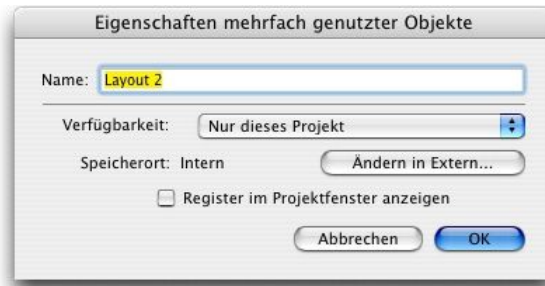 Eigenschaften mehrfach genutzter Objekte
Name: Layout 2
Verfügbarkeit: Nur dieses Projekt
Speicherort: Intern Ändern in Extern...
Register im Projektfenster anzeigen
Abbrechen OK